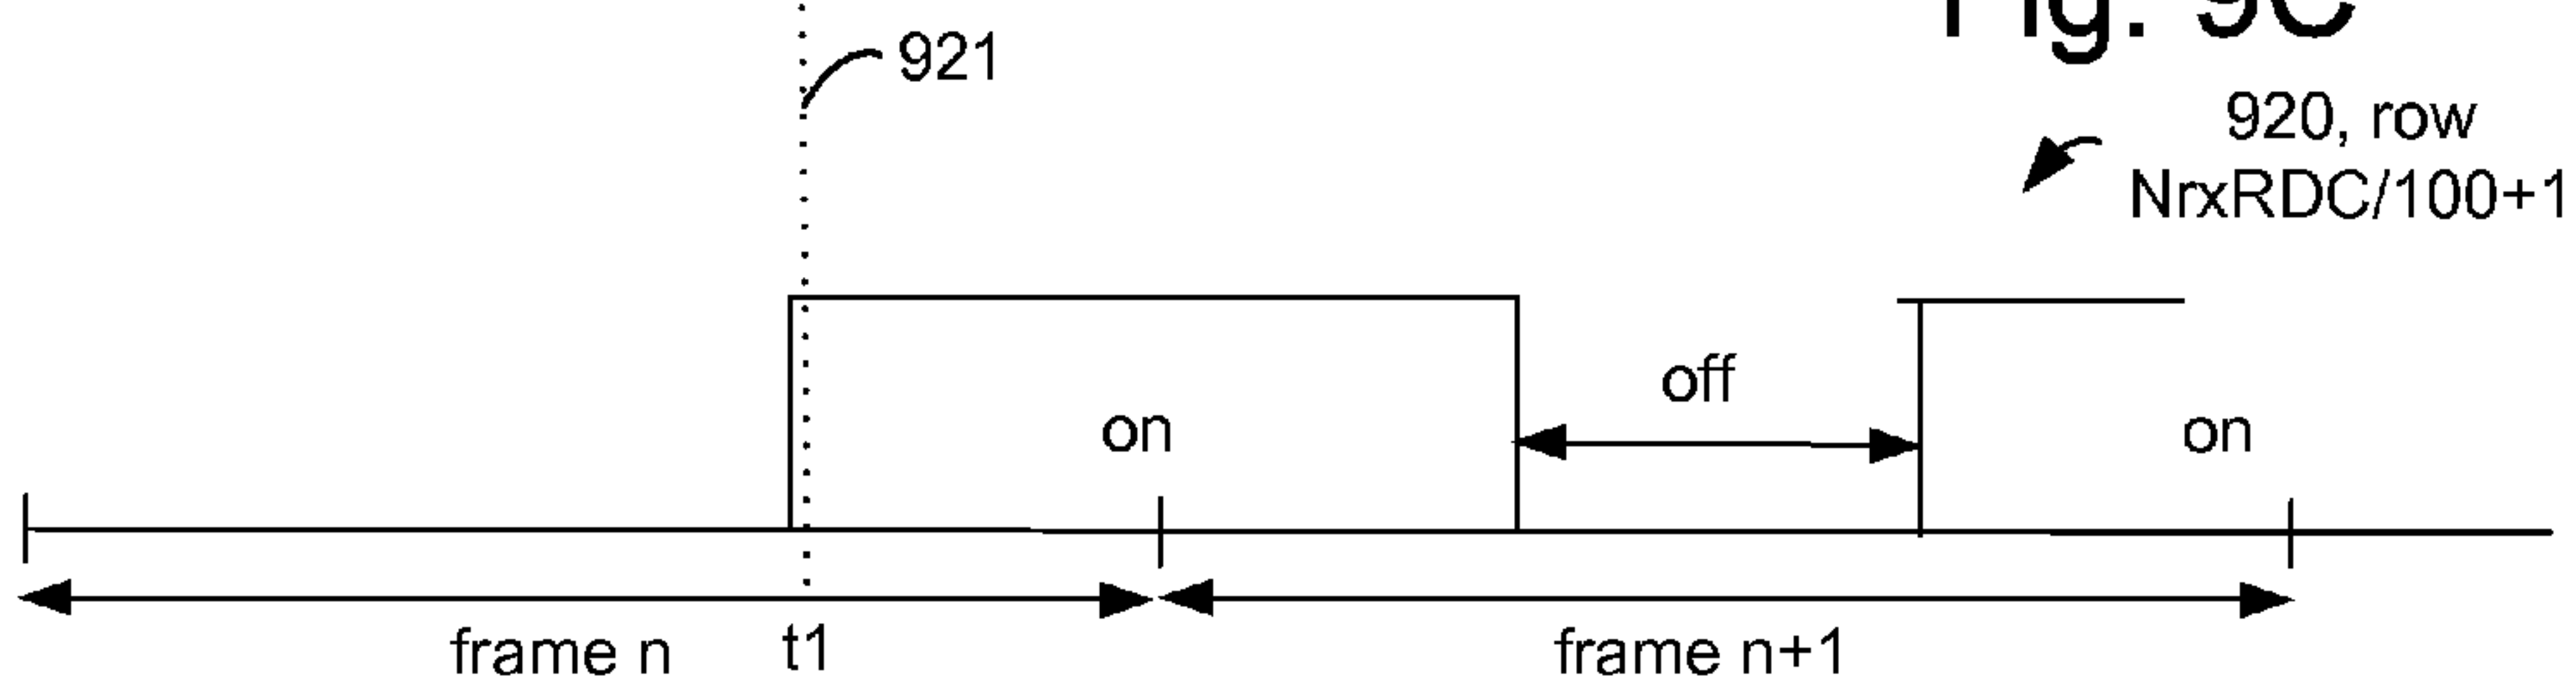 Fig. 9C
921
920, row
NrxRDC/100+1
off
on
on
frame n
t1
frame n+1